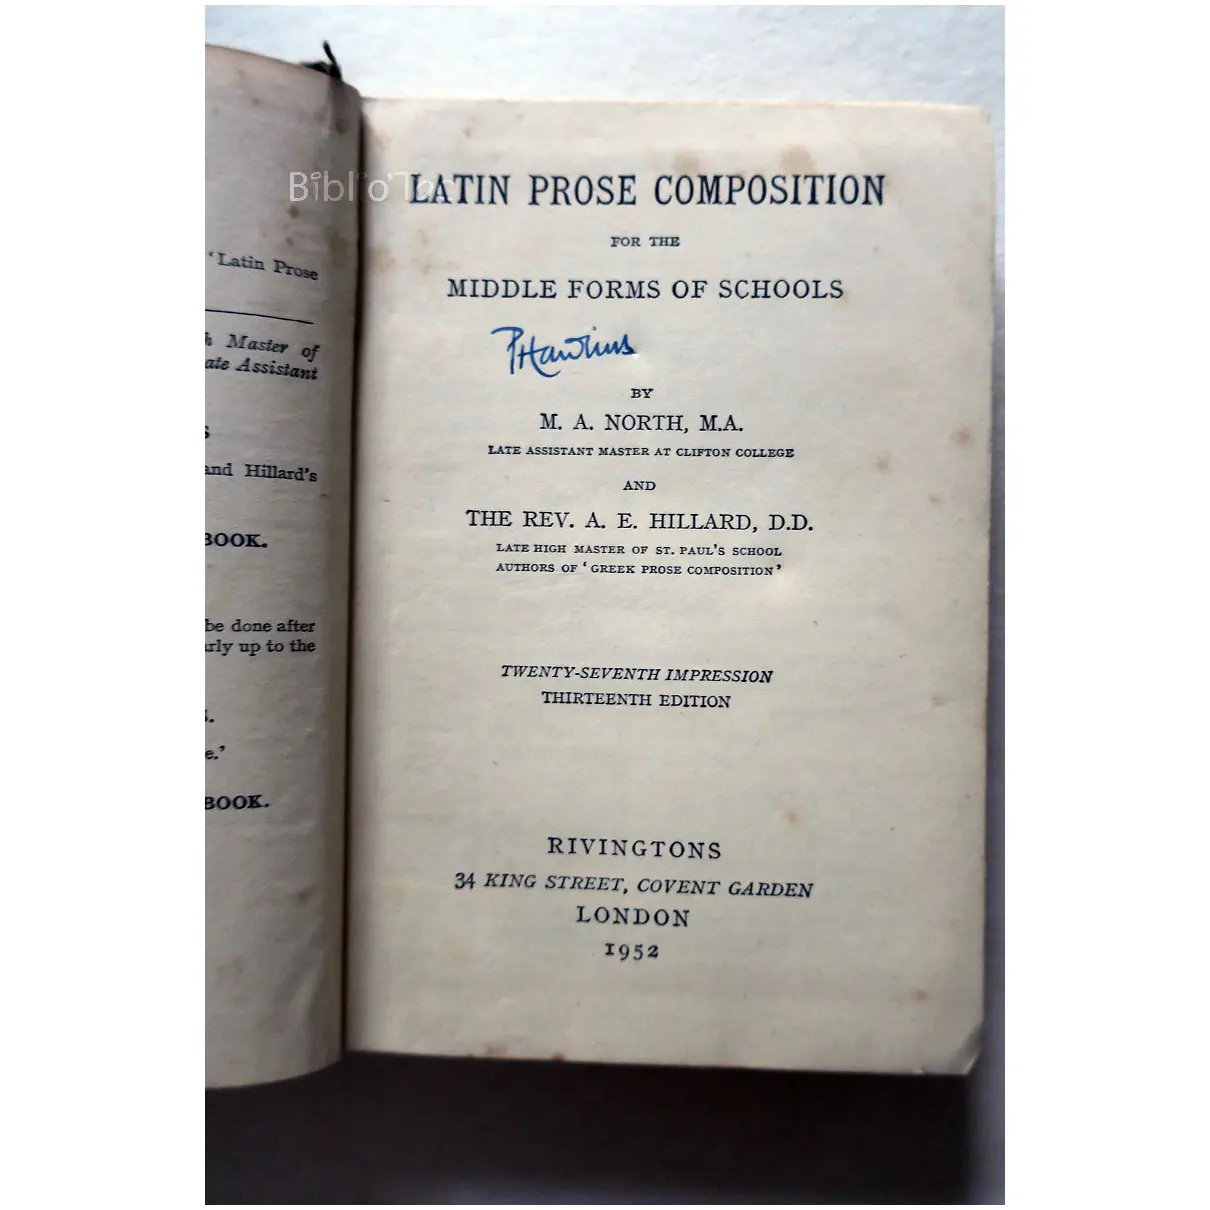 'Latin Prose
Master of
Assistant
and Hillard's
BOOK.
be done after
up to the
BOOK.
Bibl'o'T
LATIN PROSE COMPOSITION
FOR THE
MIDDLE FORMS OF SCHOOLS
BY
M. A. NORTH, M.A.
LATE ASSISTANT MASTER AT CLIFTON COLLEGE
AND
THE REV. A. E. HILLARD, D.D.
LATE HIGH MASTER OF ST. PAUL'S SCHOOL
AUTHORS OF 'GREEK PROSE COMPOSITION'
TWENTY-SEVENTH IMPRESSION
THIRTEENTH EDITION
RIVINGTONS
34 KING STREET, COVENT GARDEN
LONDON
1952